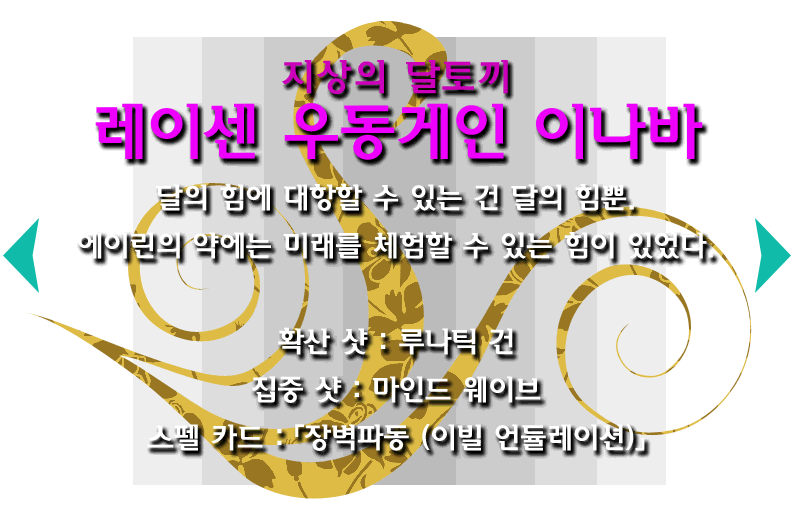 지상의 달토끼
레이센 우동게인 이나바
달의 힘에 대항할 수 있는 건 달의 힘뿐.
에이린의 약에는 미래를 체험할 수 있는 힘이 있었다.
확산 샷 : 루나틱 건
집중 샷 : 마인드 웨이브
스펠 카드 : 「장벽파동 (이빌 언듈레이션)」